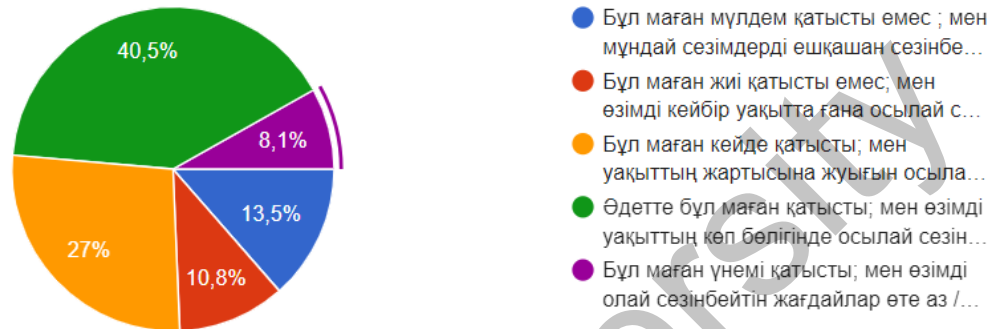 40,5%
8,1%
13,5%
27%
10,8%
Бұл маған мүлдем қатысты емес ; мен
мұндай сезімдерді ешқашан сезінбе…
Бұл маған жиі қатысты емес; мен
өзімді кейбір уақытта ғана осылай с…
Бұл маған кейде қатысты; мен
уақыттың жартысына жуығын осыла…
Әдетте бұл маған қатысты; мен өзімді
уақыттың көп бөлігінде осылай сезін…
Бұл маған үнемі қатысты; мен өзімді
олай сезінбейтін жағдайлар өте аз /…
ersity